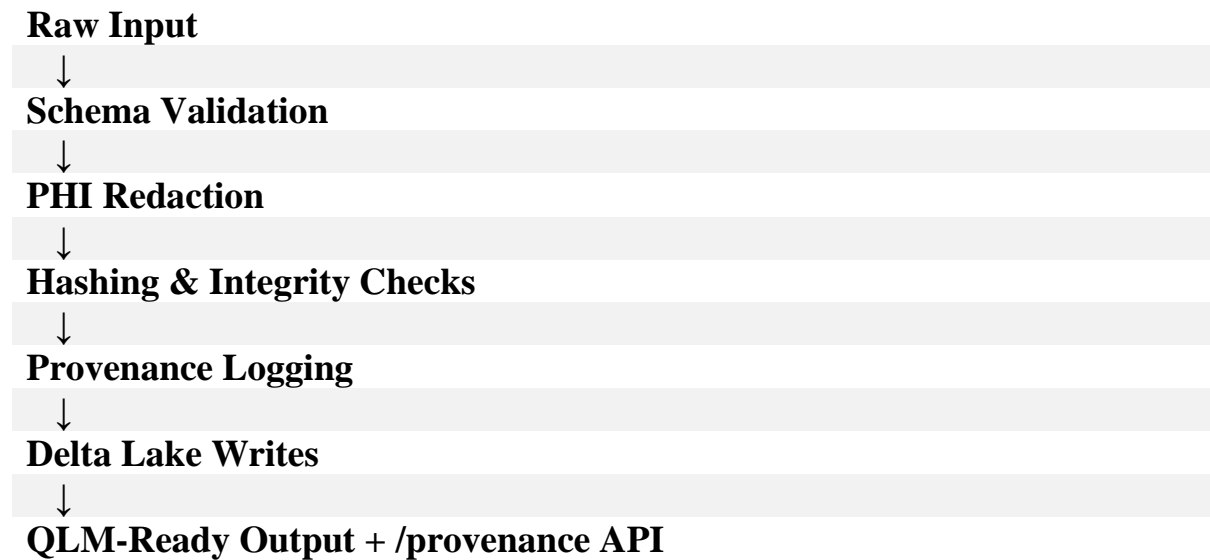 Raw Input
↓
Schema Validation
↓
PHI Redaction
↓
Hashing & Integrity Checks
↓
Provenance Logging
↓
Delta Lake Writes
↓
QLM-Ready Output + /provenance API